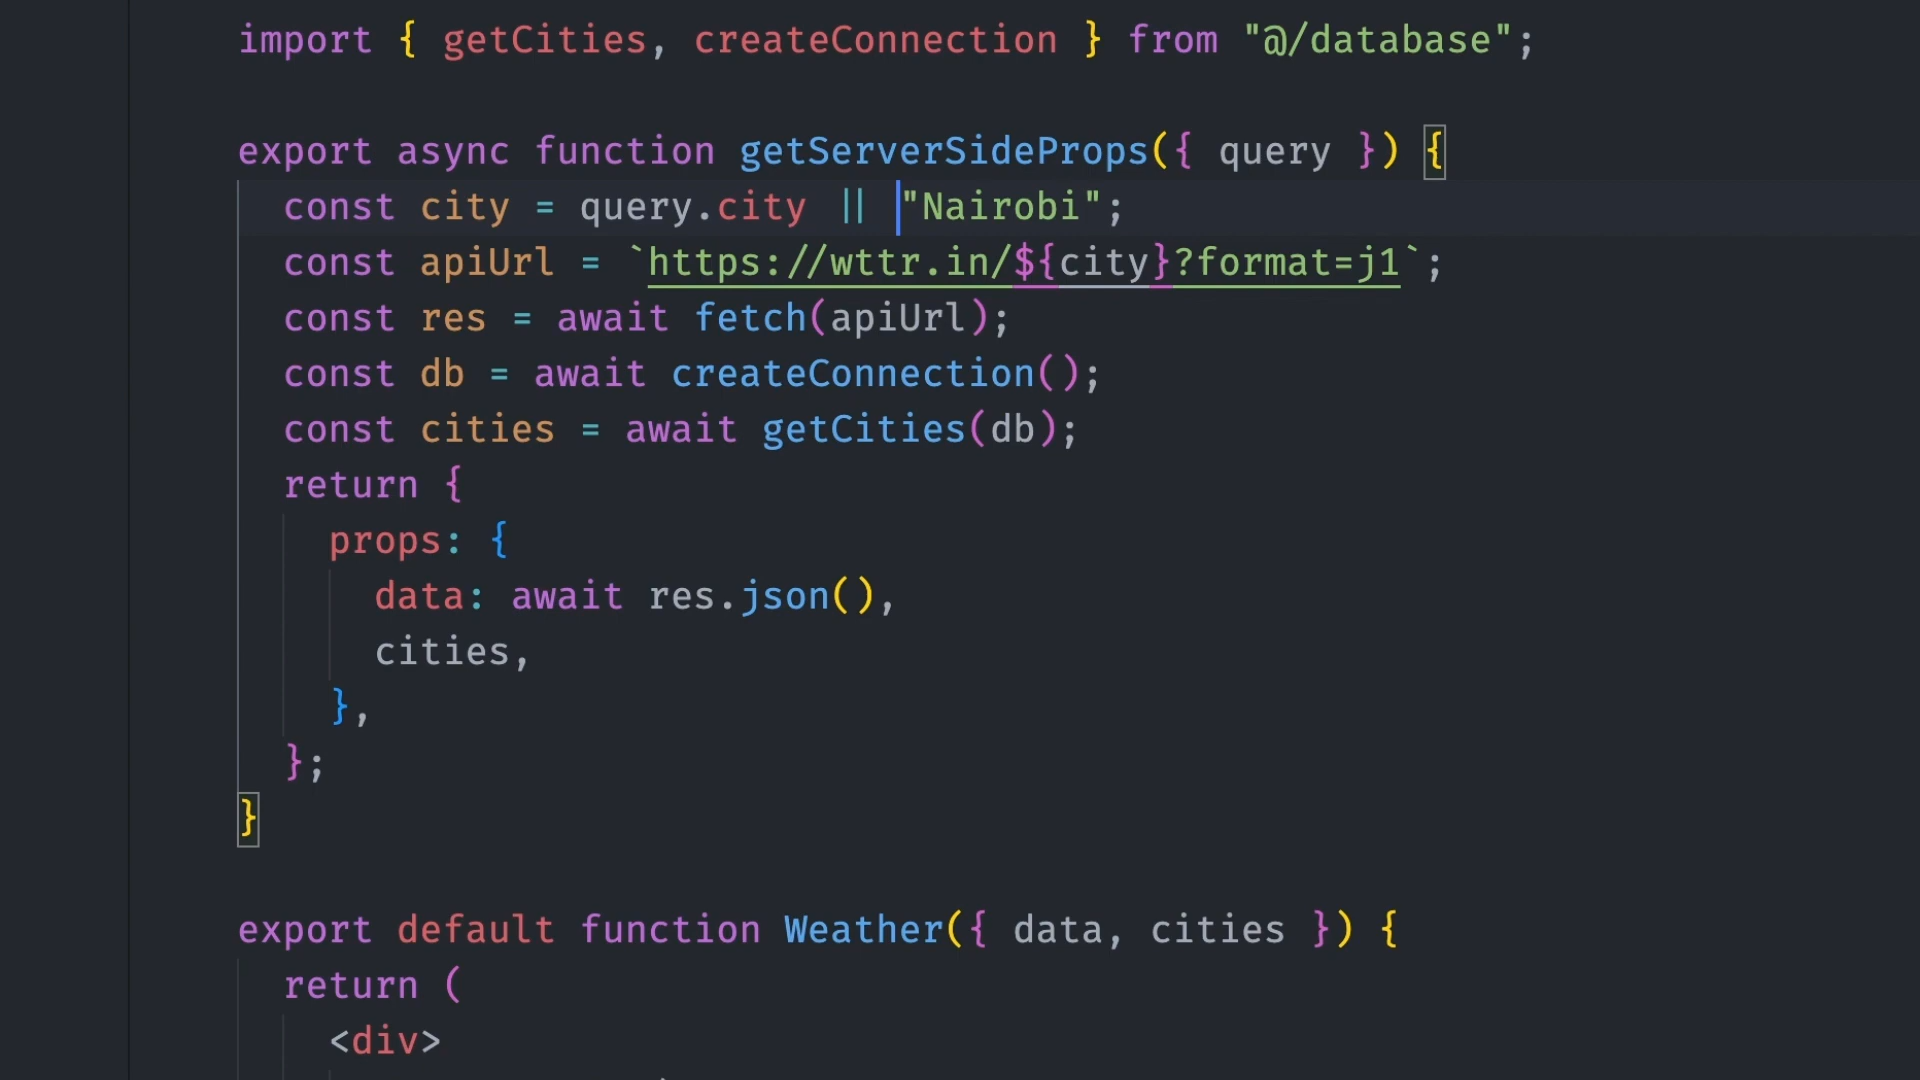 import { getCities, createConnection } from "@/database";
export async function getServerSideProps({ query }) {
const city = query.city || "Nairobi";
const apiUrl = `https://wttr.in/${city}?format=j1`;
const res = await fetch(apiUrl);
const db = await createConnection();
const cities = await getCities(db);
return {
props: {
data: await res.json(),
cities,
},
};
}
export default function Weather({ data, cities }) {
return (
<div>